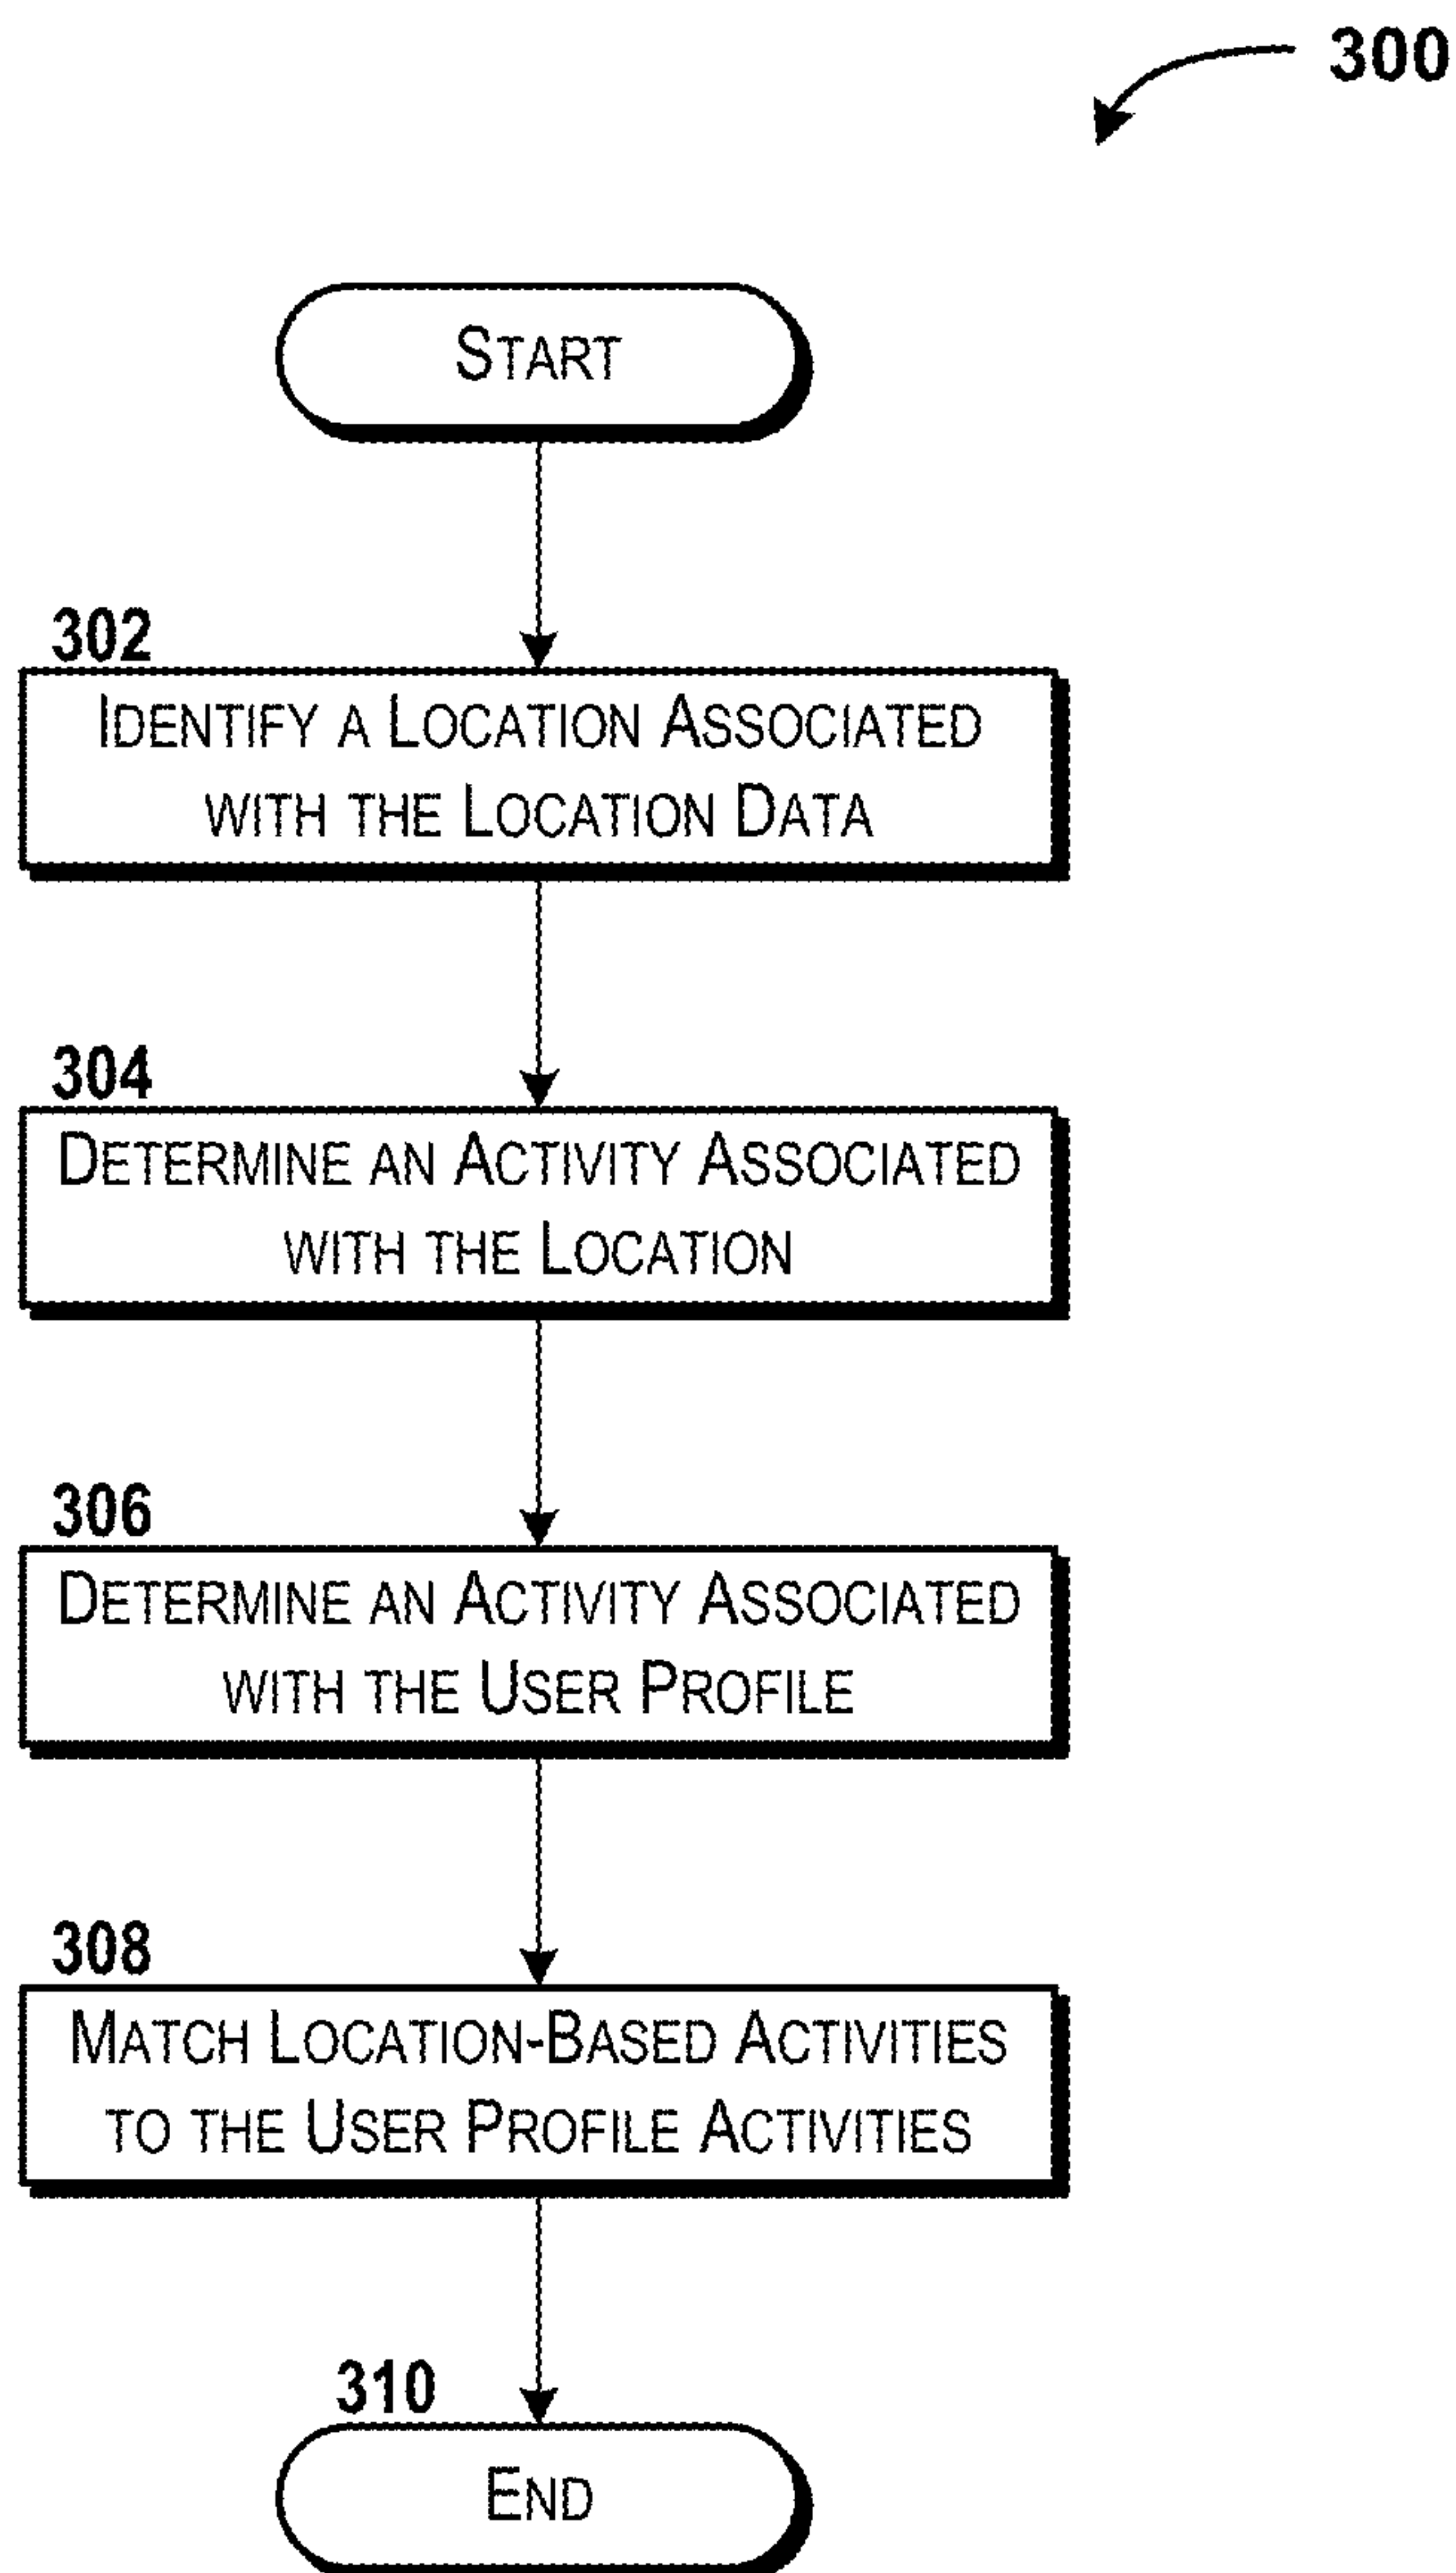 300
START
302
IDENTIFY A LOCATION ASSOCIATED
WITH THE LOCATION DATA
304
DETERMINE AN ACTIVITY ASSOCIATED
WITH THE LOCATION
306
DETERMINE AN ACTIVITY ASSOCIATED
WITH THE USER PROFILE
308
MATCH LOCATION-BASED ACTIVITIES
TO THE USER PROFILE ACTIVITIES
310
END